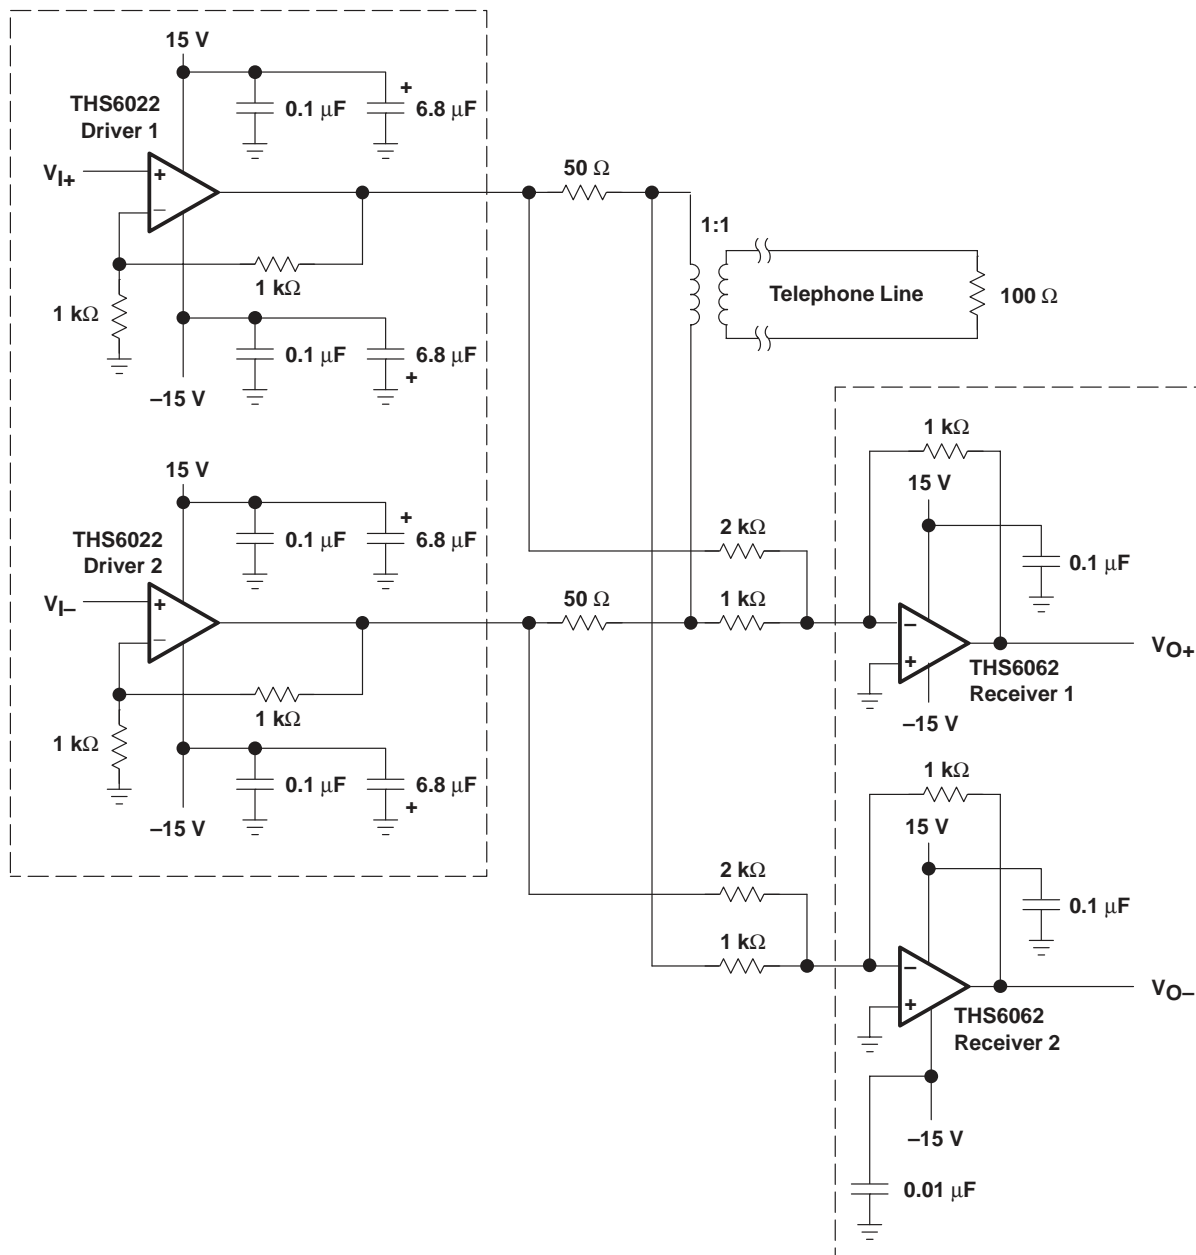 15 V
THS6022
Driver 1
0.1 µF
+
6.8 µF
VI+
+
–
1 kΩ
1 kΩ
0.1 µF
6.8 µF
+
–15 V
50 Ω
1:1
Telephone Line
100 Ω
15 V
THS6022
Driver 2
0.1 µF
+
6.8 µF
VI–
+
–
1 kΩ
1 kΩ
0.1 µF
6.8 µF
+
–15 V
50 Ω
2 kΩ
1 kΩ
1 kΩ
15 V
0.1 µF
–
+
THS6062
Receiver 1
–15 V
VO+
2 kΩ
1 kΩ
1 kΩ
15 V
0.1 µF
–
+
THS6062
Receiver 2
–15 V
0.01 µF
VO–